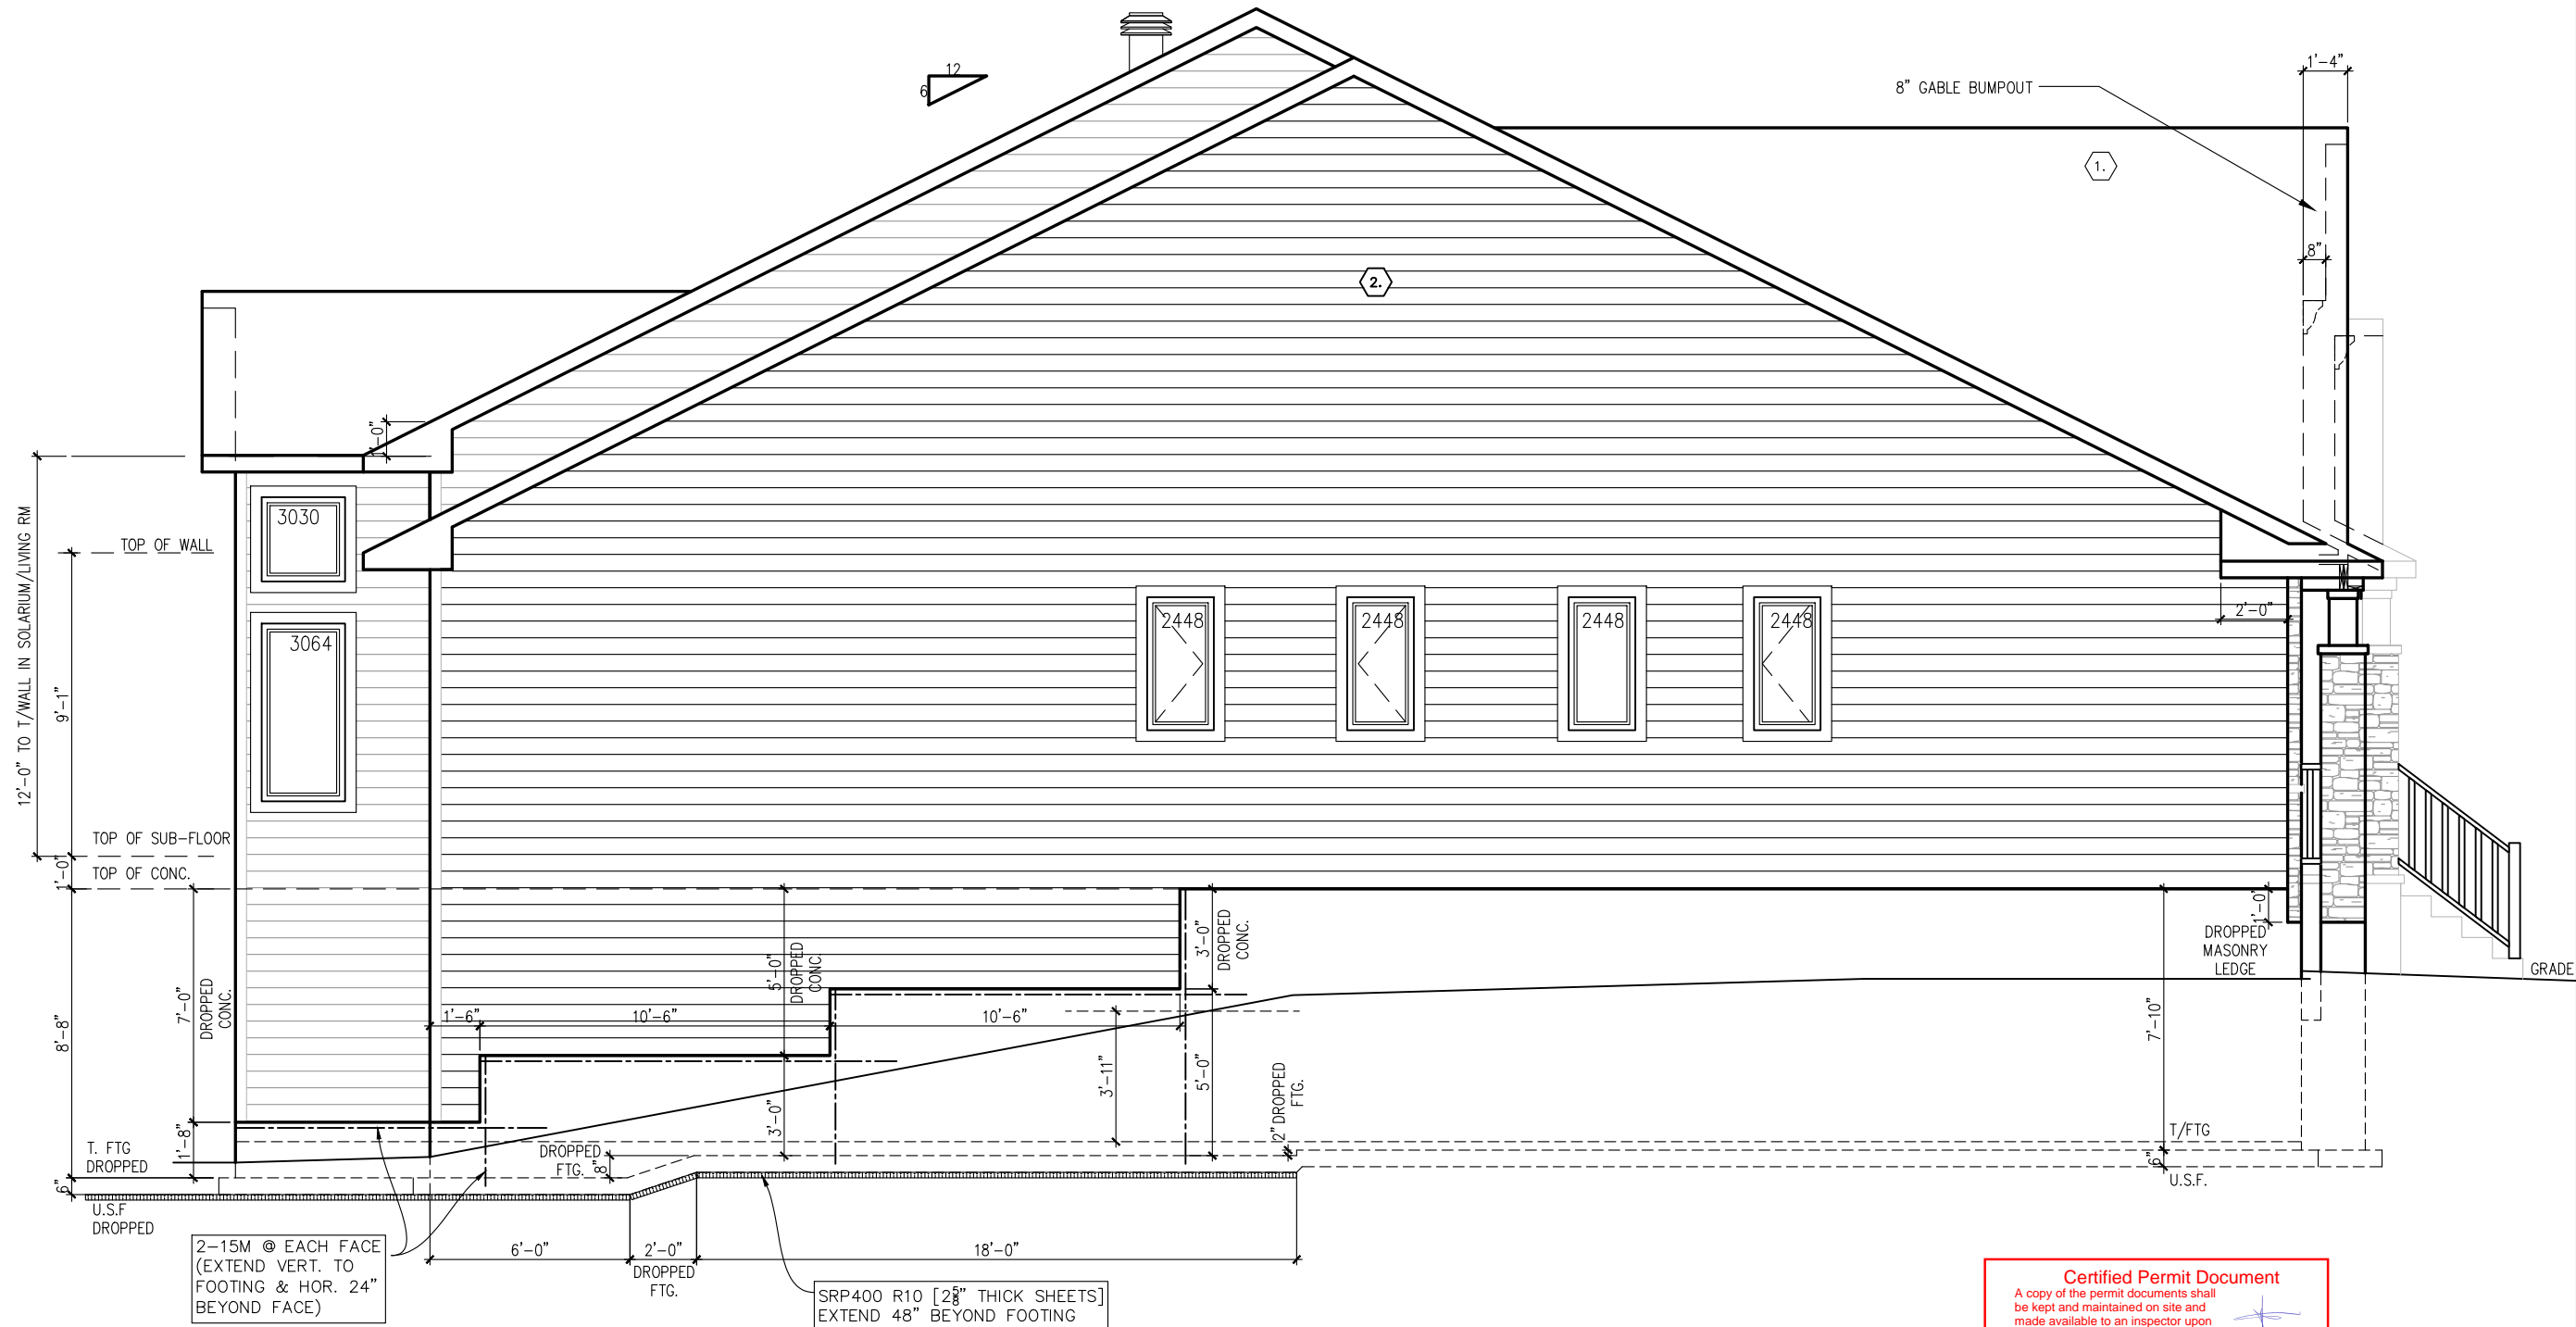 12
6
1'-4"
8" GABLE BUMPOUT
1.
8"
2.
12'-0" TO T/WALL IN SOLARIUM/LIVING RM
3030
TOP OF WALL
9'-1"
3064
2448
2448
2448
2448
2'-0"
TOP OF SUB-FLOOR
1'-0"
TOP OF CONC.
8'-8"
7'-0"
DROPPED
CONC.
5'-0"
DROPPED
CONC.
3'-0"
DROPPED
CONC.
1'-0"
DROPPED
MASONRY
LEDGE
GRADE
1'-6"
10'-6"
10'-6"
3'-11"
5'-0"
7'-10"
3'-0"
2" DROPPED
FTG.
T. FTG
DROPPED
1'-8"
DROPPED
FTG.
8"
T/FTG
6"
U.S.F.
6"
U.S.F
DROPPED
2-15M @ EACH FACE
(EXTEND VERT. TO
FOOTING & HOR. 24"
BEYOND FACE)
6'-0"
2'-0"
DROPPED
FTG.
18'-0"
SRP400 R10 [2⅝" THICK SHEETS]
EXTEND 48" BEYOND FOOTING
Certified Permit Document
A copy of the permit documents shall
be kept and maintained on site and
made available to an inspector upon